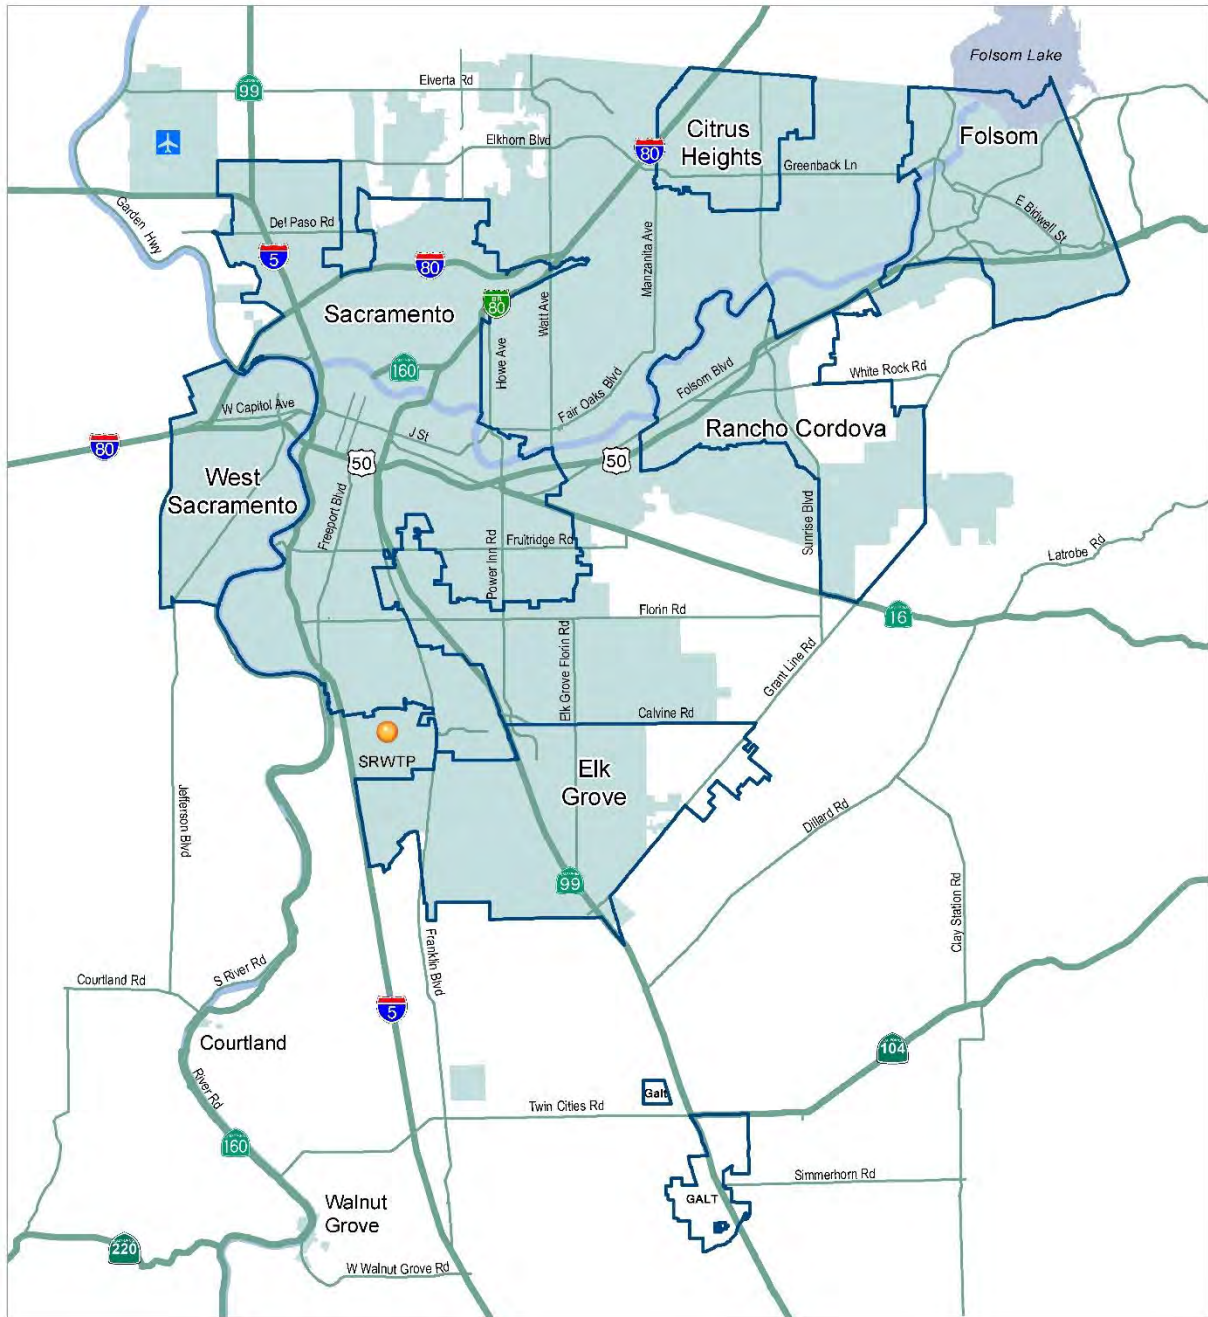 Folsom Lake
99
Elverta Rd
Elkhorn Blvd
80
Citrus
Heights
Greenback Ln
Folsom
Garden Hwy
Del Paso Rd
5
80
E Bidwell St
Manzanita Ave
BR
80
Sacramento
Watt Ave
Howe Ave
160
Fair Oaks Blvd
Folsom Blvd
White Rock Rd
W Capitol Ave
J St
80
50
50
Rancho Cordova
West
Sacramento
Freeport Blvd
Power Inn Rd
Fruitridge Rd
Sunrise Blvd
Latrobe Rd
Florin Rd
16
Elk Grove Florin Rd
Grant Line Rd
Calvine Rd
SRWTP
Elk
Grove
Jefferson Blvd
Dillard Rd
99
Clay Station Rd
Franklin Blvd
S River Rd
Courtland Rd
5
Courtland
104
River Rd
Galt
Twin Cities Rd
160
Simmerhorn Rd
GALT
Walnut
Grove
220
W Walnut Grove Rd